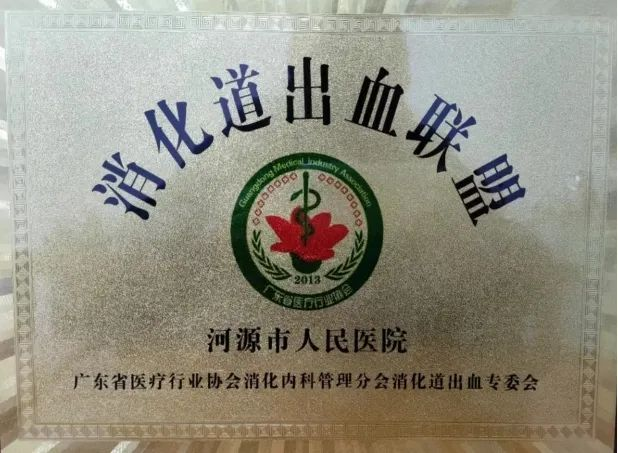 消化道出血联盟
Guangdong Medical Industry Association
2013
广东省医疗行业协会
河源市人民医院
广东省医疗行业协会消化内科管理分会消化道出血专委会